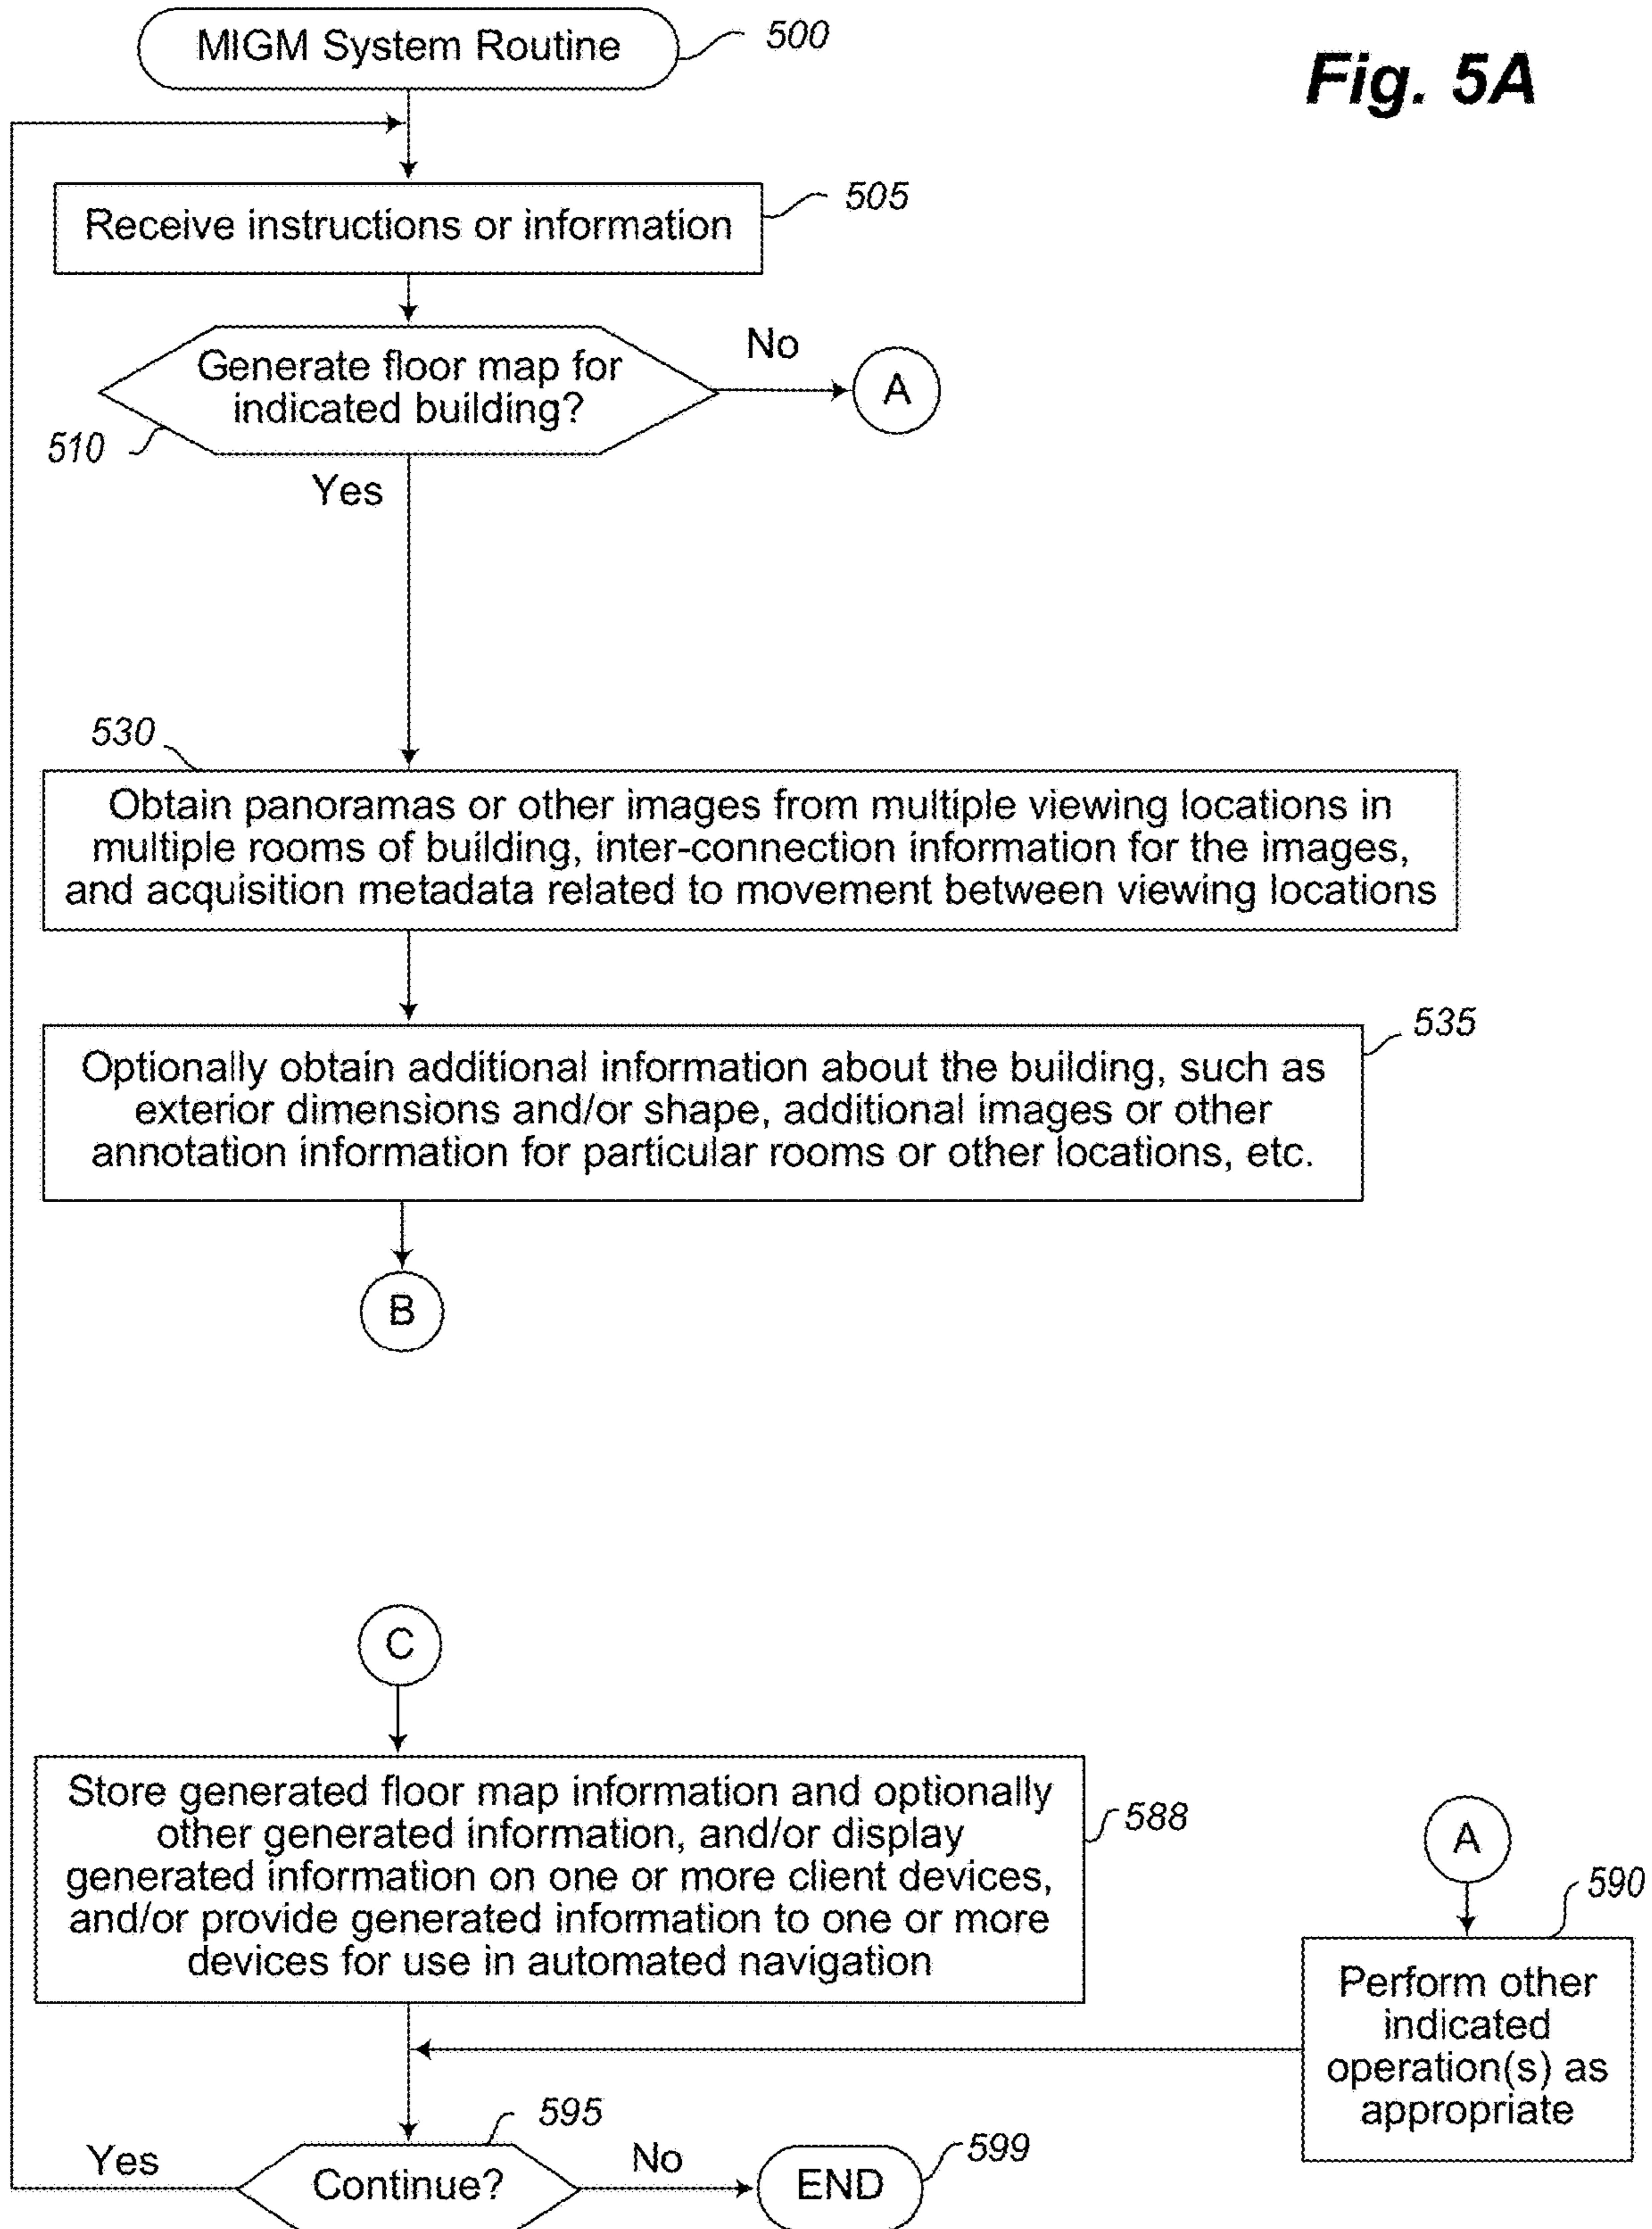 MIGM System Routine
500
Fig. 5A
Receive instructions or information
505
Generate floor map for
indicated building?
510
No
A
Yes
530
Obtain panoramas or other images from multiple viewing locations in
multiple rooms of building, inter-connection information for the images,
and acquisition metadata related to movement between viewing locations
535
Optionally obtain additional information about the building, such as
exterior dimensions and/or shape, additional images or other
annotation information for particular rooms or other locations, etc.
B
C
Store generated floor map information and optionally
other generated information, and/or display
generated information on one or more client devices,
and/or provide generated information to one or more
devices for use in automated navigation
588
A
590
Perform other
indicated
operation(s) as
appropriate
595
Yes
Continue?
No
END
599